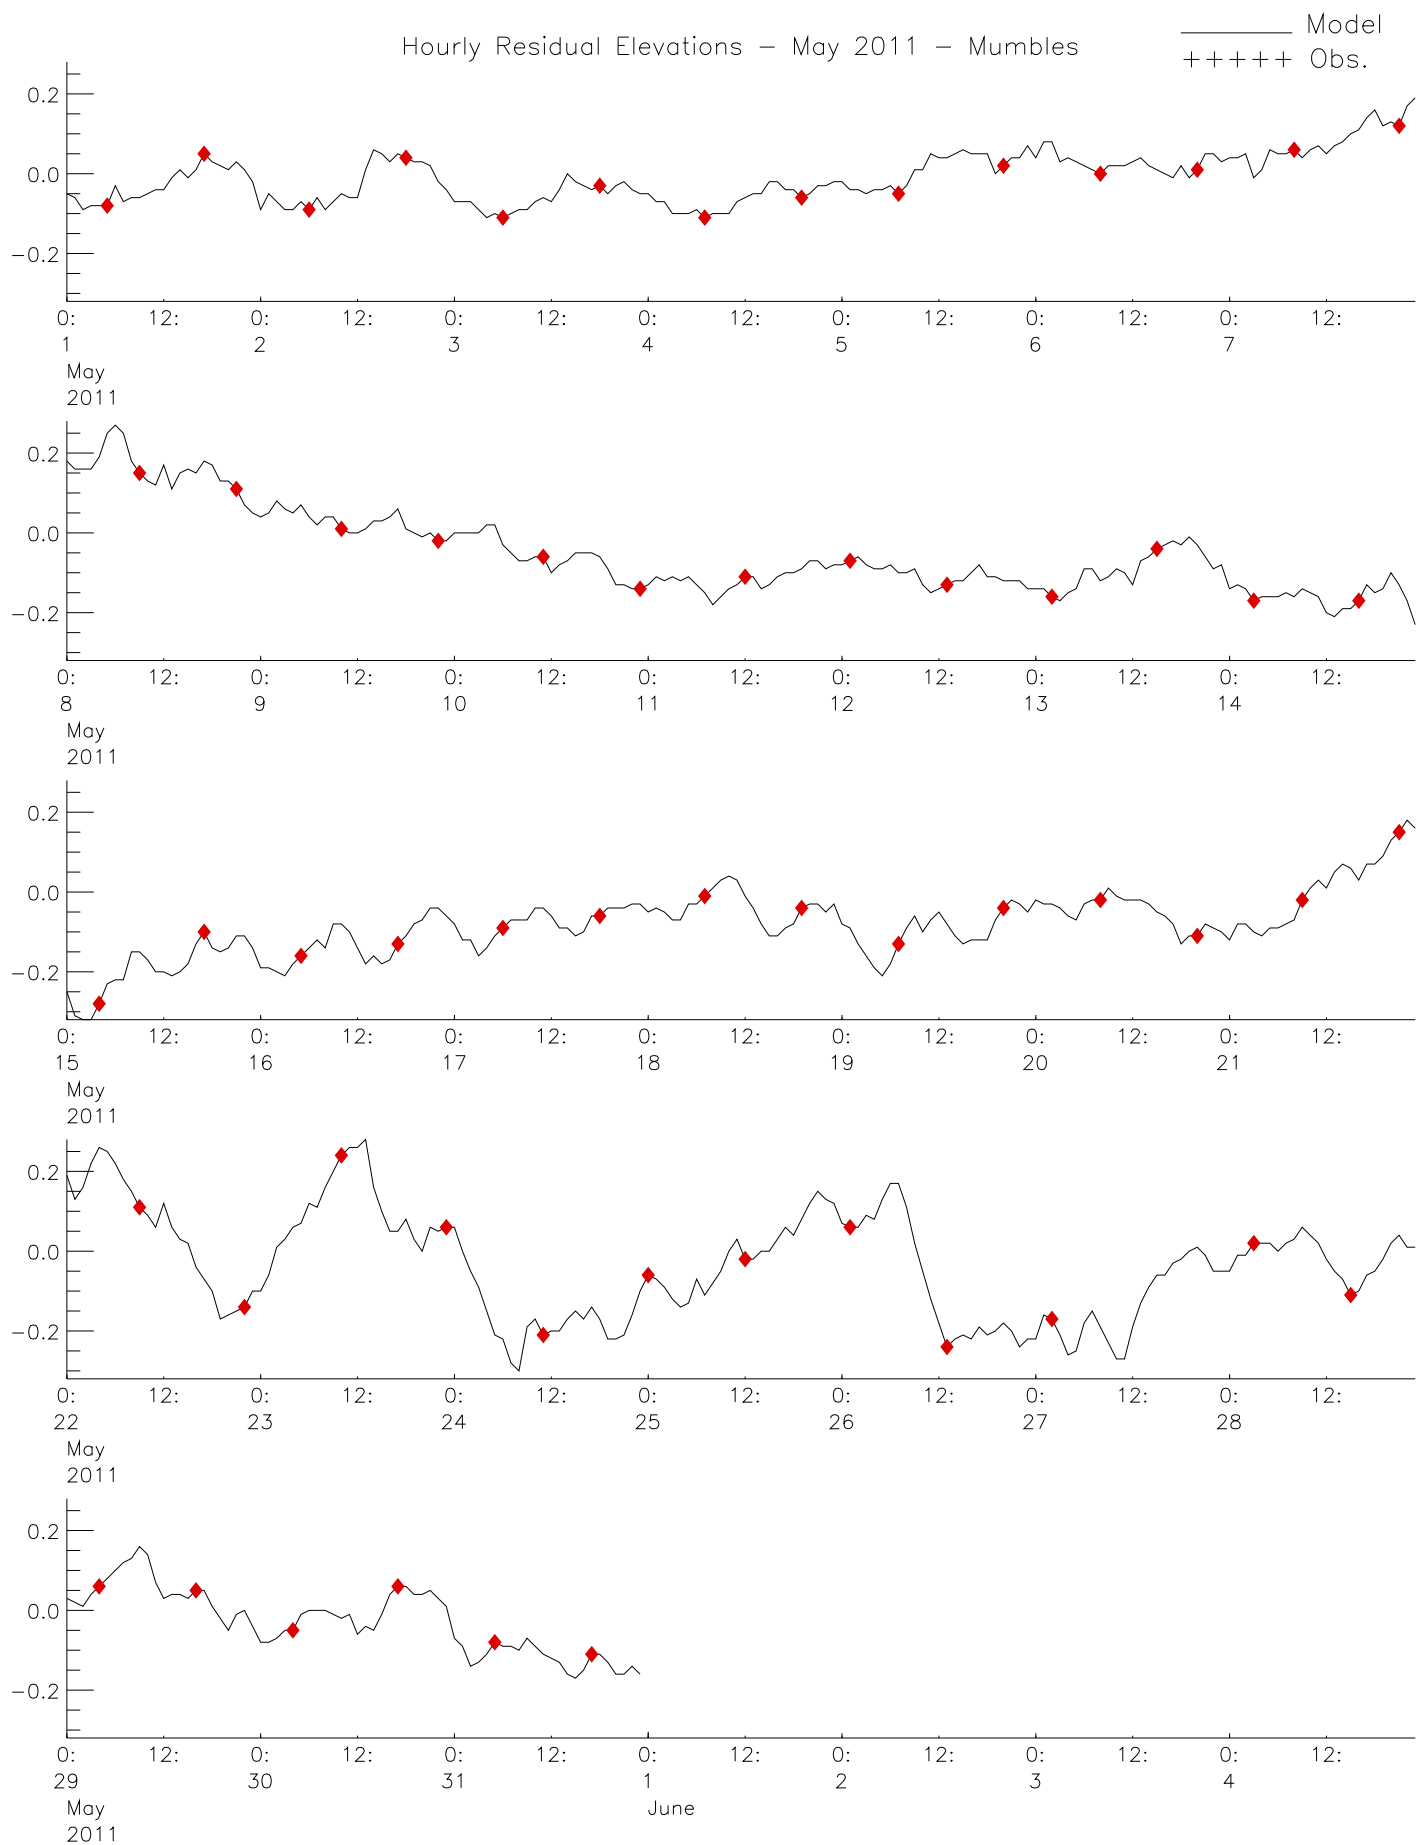 Hourly Residual Elevations – May 2011 – Mumbles
Model
+++++ Obs.
0.2
0.0
−0.2
0: 12: 0: 12: 0: 12: 0: 12: 0: 12: 0: 12: 0: 12:
1 2 3 4 5 6 7
May
2011
0.2
0.0
−0.2
0: 12: 0: 12: 0: 12: 0: 12: 0: 12: 0: 12: 0: 12:
8 9 10 11 12 13 14
May
2011
0.2
0.0
−0.2
0: 12: 0: 12: 0: 12: 0: 12: 0: 12: 0: 12: 0: 12:
15 16 17 18 19 20 21
May
2011
0.2
0.0
−0.2
0: 12: 0: 12: 0: 12: 0: 12: 0: 12: 0: 12: 0: 12:
22 23 24 25 26 27 28
May
2011
0.2
0.0
−0.2
0: 12: 0: 12: 0: 12: 0: 12: 0: 12: 0: 12: 0: 12:
29 30 31 1 2 3 4
May June
2011